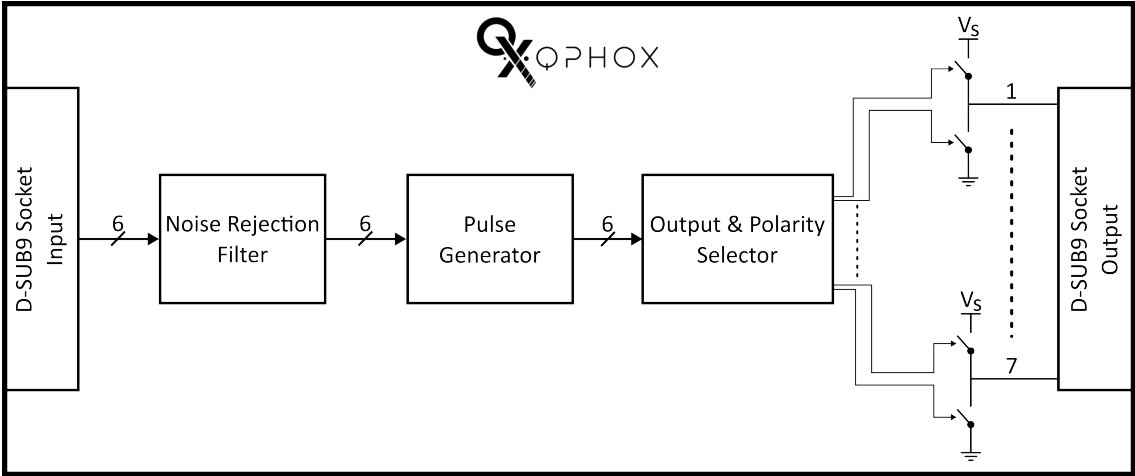 QX QPHOX
D-SUB9 Socket
Input
6
Noise Rejection
Filter
6
Pulse
Generator
6
Output & Polarity
Selector
VS
1
VS
7
D-SUB9 Socket
Output